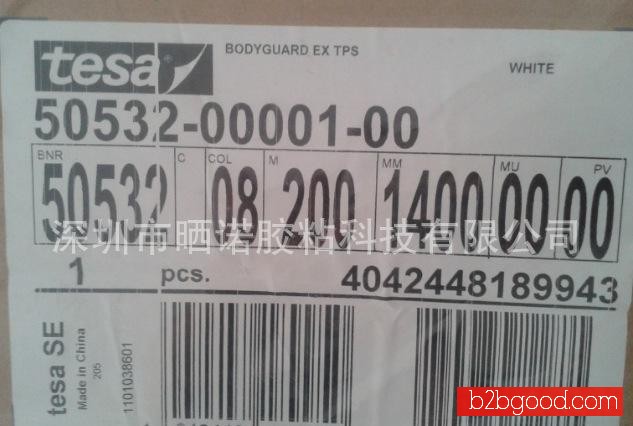 tesa
BODYGUARD EX TPS
WHITE
50532-00001-00
BNR C COL M MM MU PV
50532 08 200 1400 00 00
深圳市晒诺胶粘科技有限公司
1 pcs. 4042448189943
tesa SE
Made in China
205
1101038601
b2bgood.com